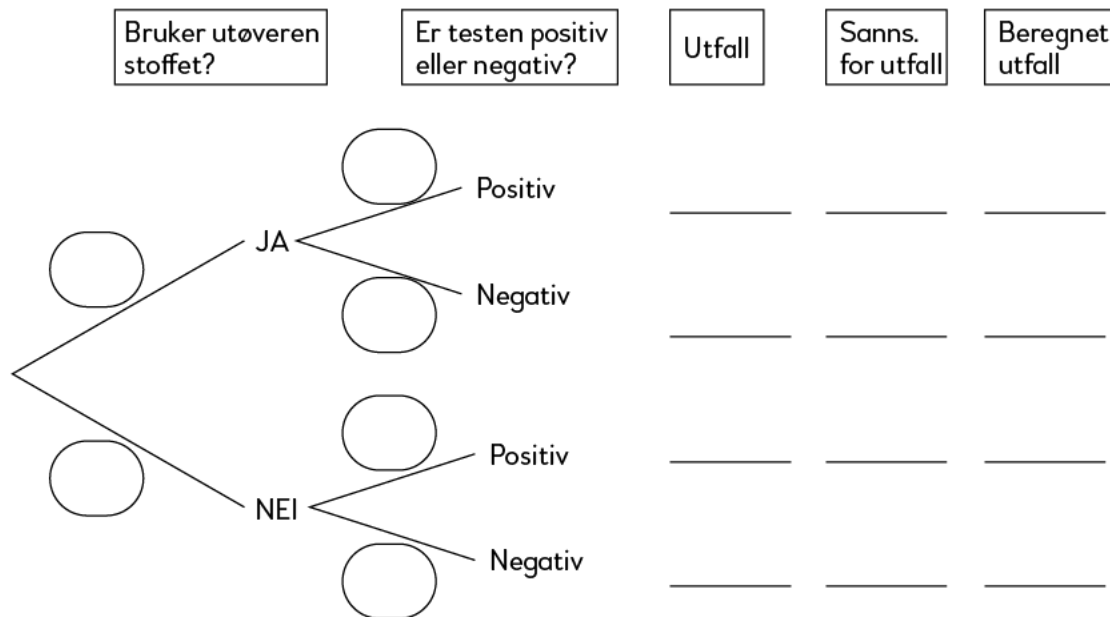 Bruker utøveren
stoffet?
Er testen positiv
eller negativ?
Utfall
Sanns.
for utfall
Beregnet
utfall
Positiv
JA
Negativ
Positiv
NEI
Negativ